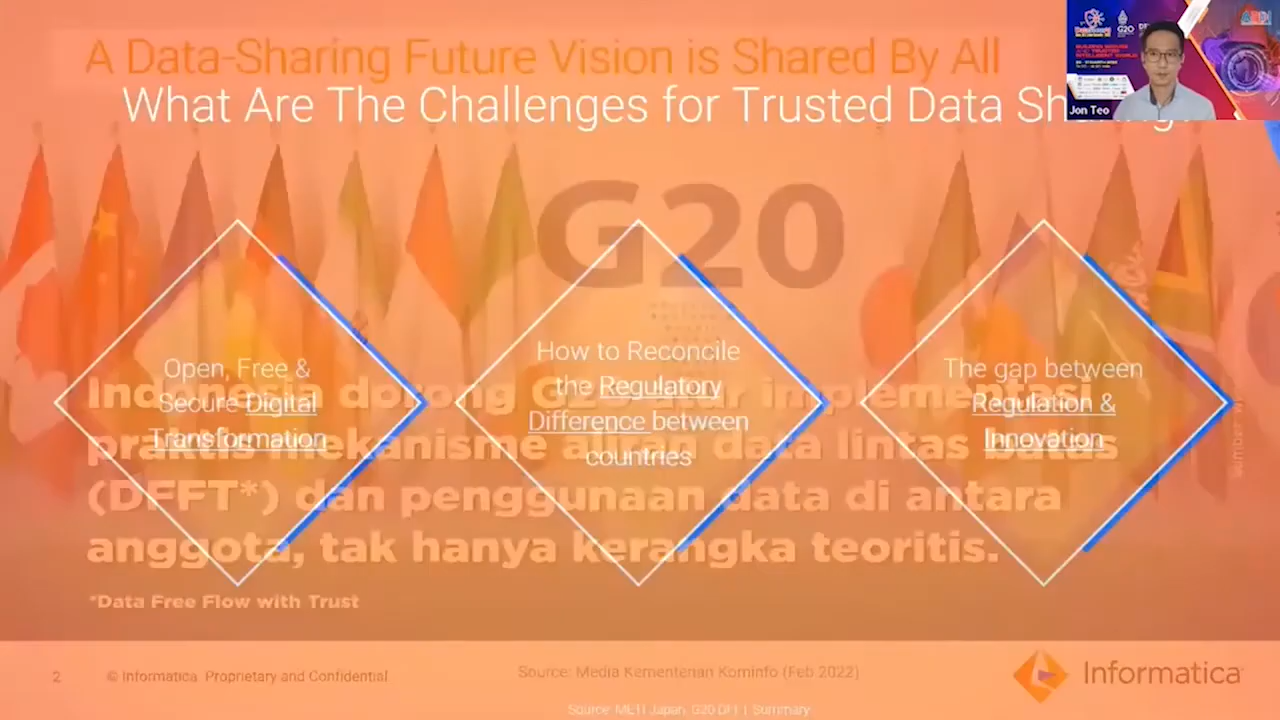 A Data-Sharing Future Vision is Shared By All
What Are The Challenges for Trusted Data
G20
Jon Teo
G20
Open, Free &
Secure Digital
Transformation
How to Reconcile
the Regulatory
Difference between
countries
The gap between
Regulation &
Innovation
Indonesia dorong G20 atur implementasi
praktis mekanisme aliran data lintas batas
(DFFT*) dan penggunaan data di antara
anggota, tak hanya kerangka teoritis.
*Data Free Flow with Trust
2
© Informatica. Proprietary and Confidential
Source: Media Kementerian Kominfo (Feb 2022)
Informatica
Source: METI Japan, G20 DFFT Summary